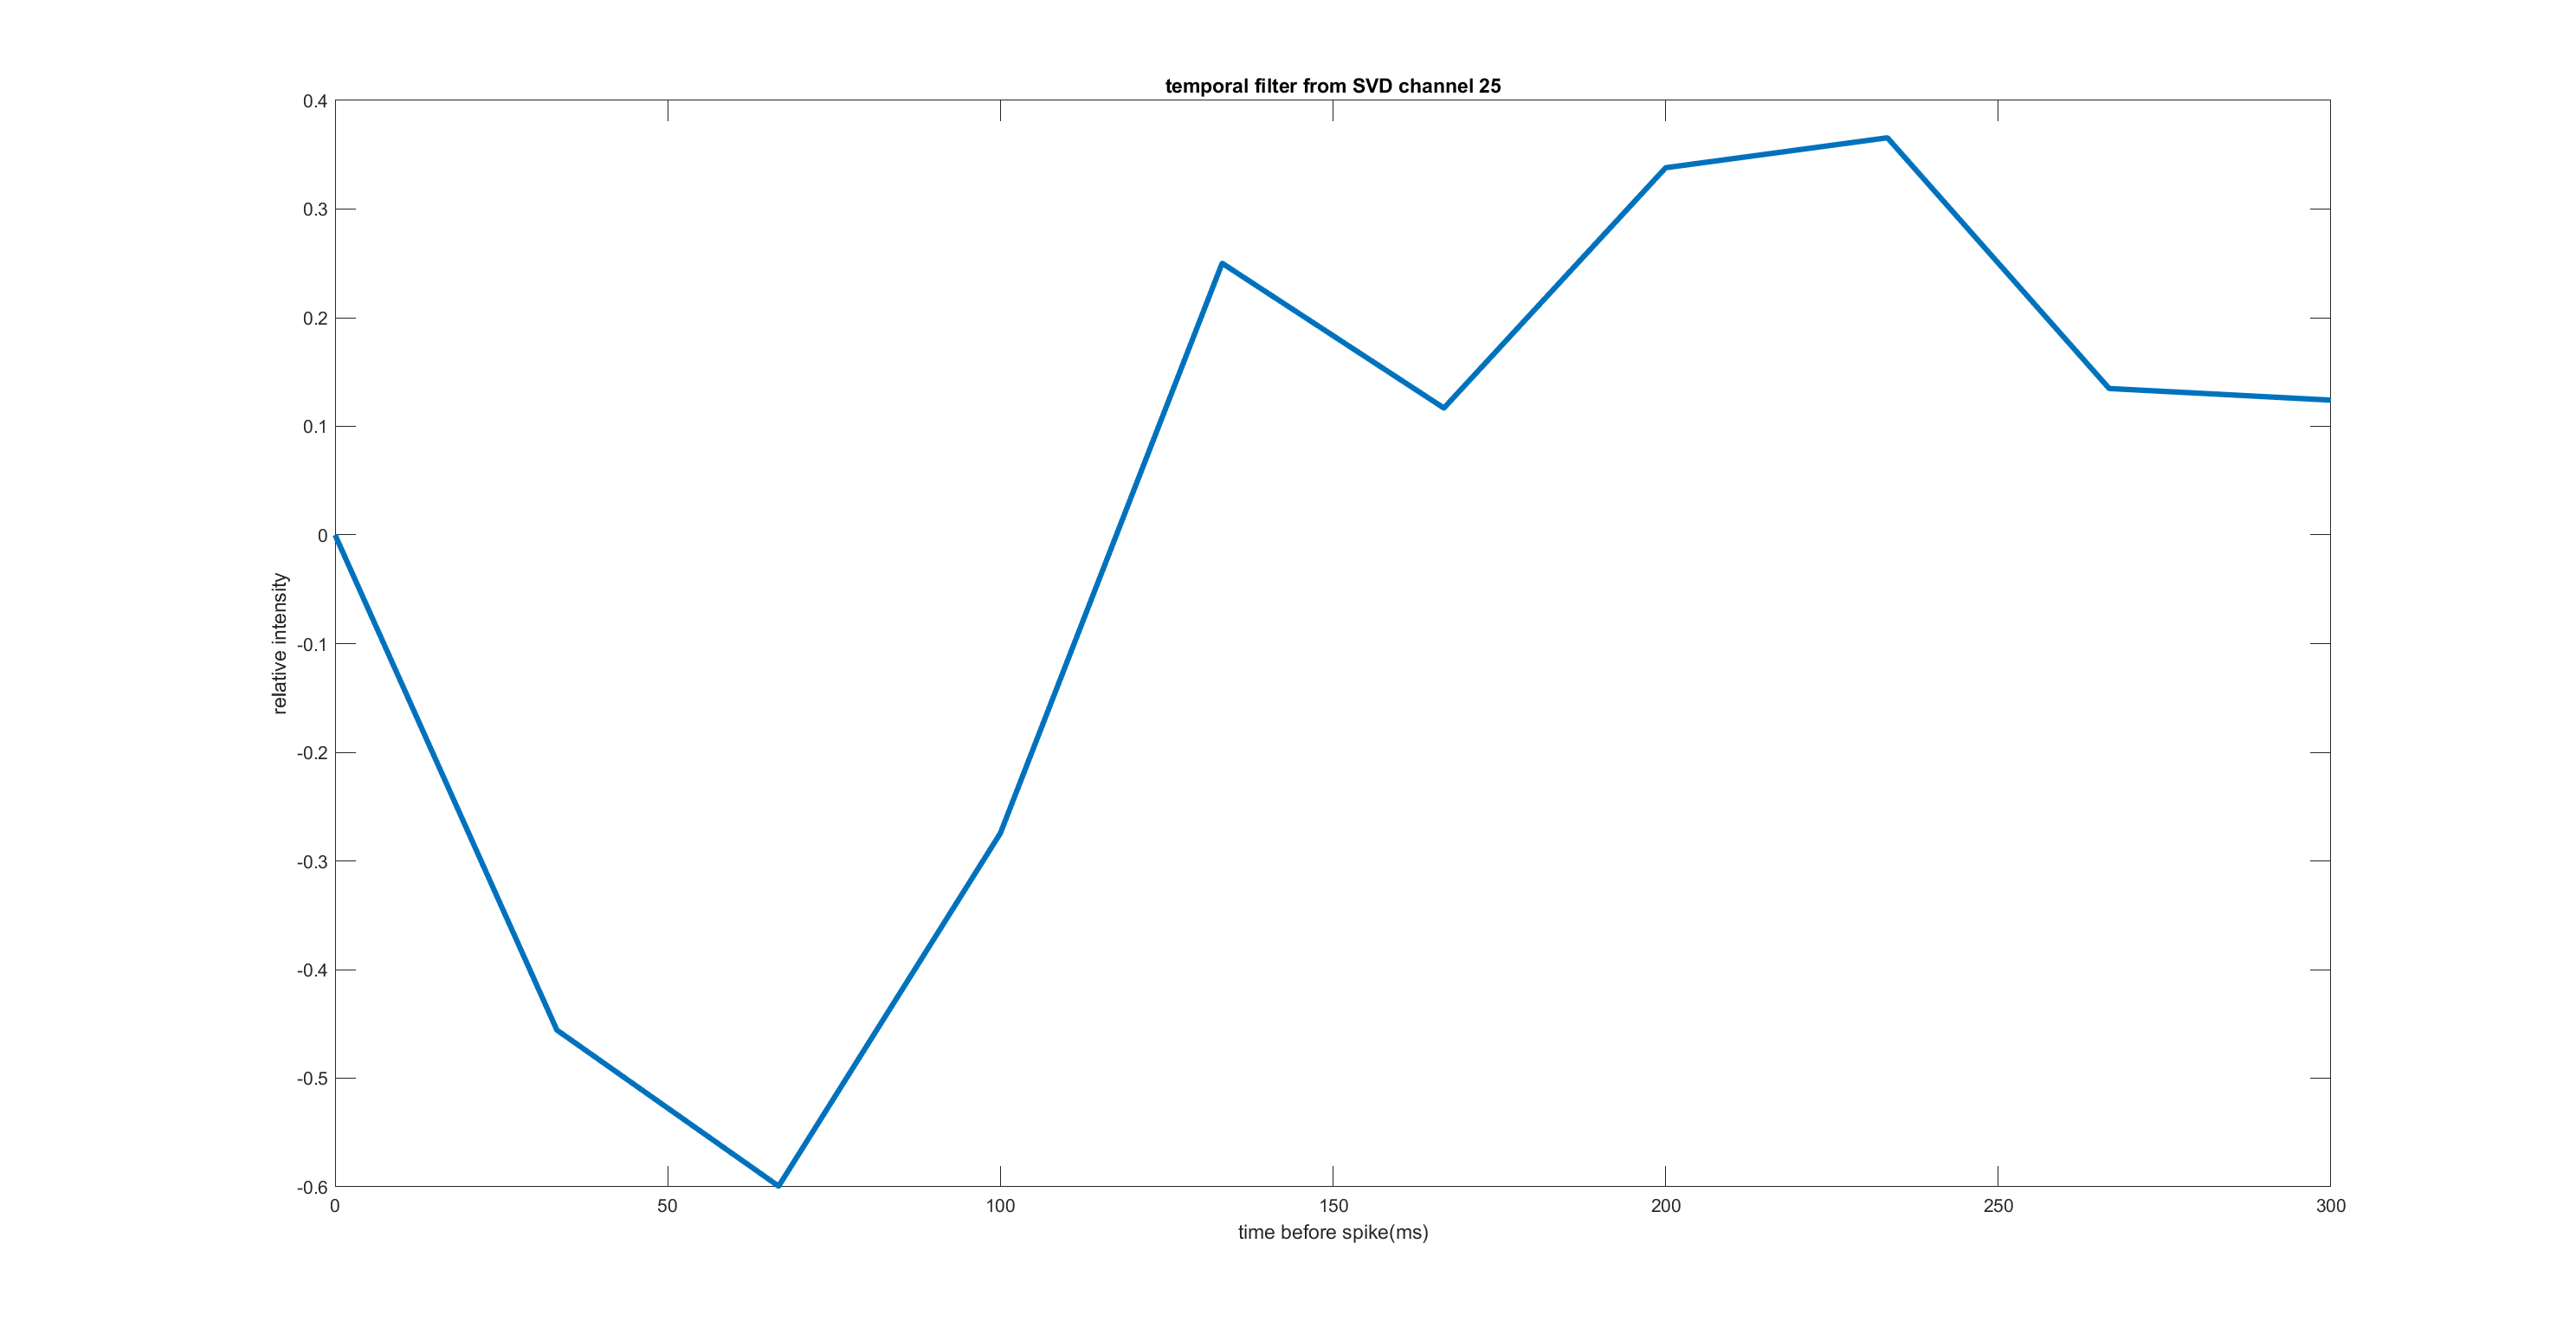 temporal filter from SVD channel 25
0.4
0.3
0.2
0.1
0
-0.1
-0.2
-0.3
-0.4
-0.5
-0.6
relative intensity
0 50 100 150 200 250 300
time before spike(ms)